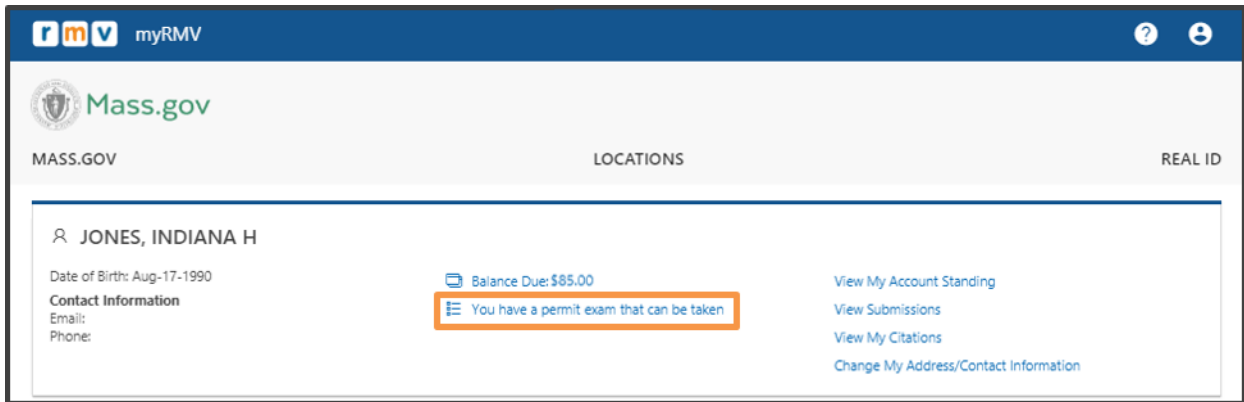 rmv myRMV
Mass.gov
MASS.GOV LOCATIONS REAL ID
JONES, INDIANA H
Date of Birth: Aug-17-1990
Contact Information
Email:
Phone:
Balance Due: $85.00
You have a permit exam that can be taken
View My Account Standing
View Submissions
View My Citations
Change My Address/Contact Information